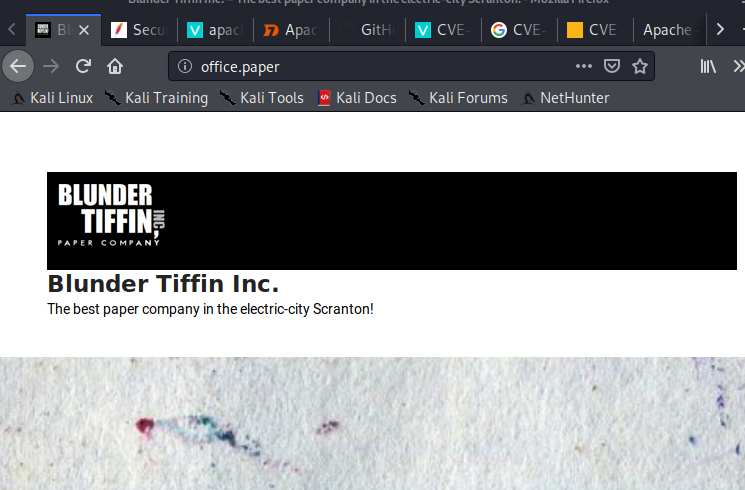 Blunder Tiffin Inc. – The best paper company in the electric-city Scranton! - Mozilla Firefox
Bl Secu apac Apac GitH CVE- CVE- CVE- Apache
office.paper
Kali Linux Kali Training Kali Tools Kali Docs Kali Forums NetHunter
BLUNDER
TIFFIN, INC
PAPER COMPANY
Blunder Tiffin Inc.
The best paper company in the electric-city Scranton!